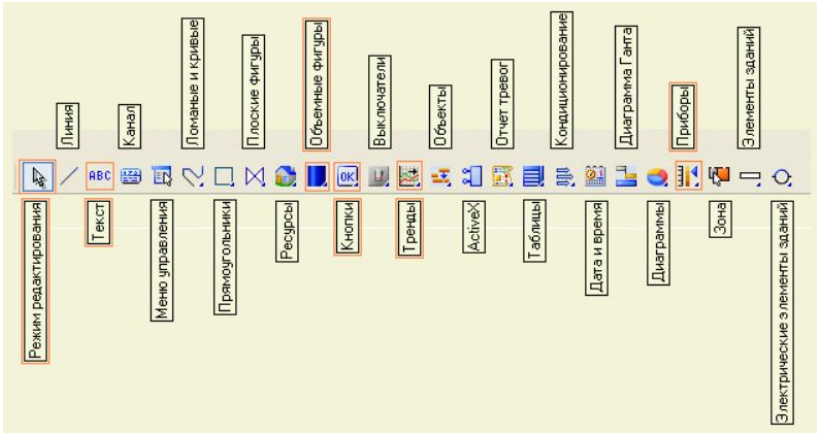 Линия
Канал
Ломаные и кривые
Плоские фигуры
Объемные фигуры
Выключатели
Объекты
Отчет тревог
Кондиционирование
Диаграмма Ганта
Приборы
Элементы зданий
ABC
OK
Режим редактирования
Текст
Меню управления
Прямоугольники
Ресурсы
Кнопки
Тренды
ActiveX
Таблицы
Дата и время
Диаграммы
Зона
Электрические элементы зданий